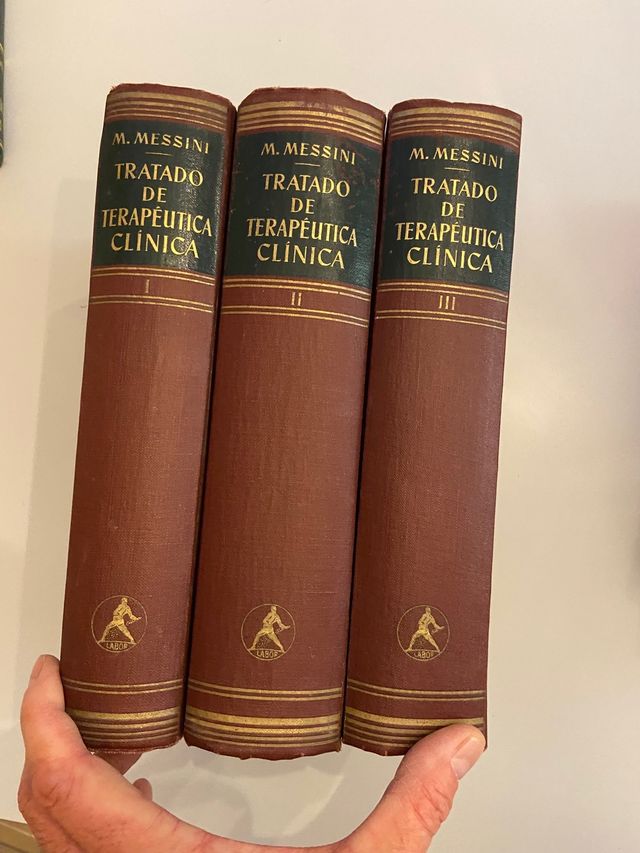 M. MESSINI
TRATADO
DE
TERAPÉUTICA
CLÍNICA
I
LABOR
M. MESSINI
TRATADO
DE
TERAPÉUTICA
CLÍNICA
II
LABOR
M. MESSINI
TRATADO
DE
TERAPÉUTICA
CLÍNICA
III
LABOR